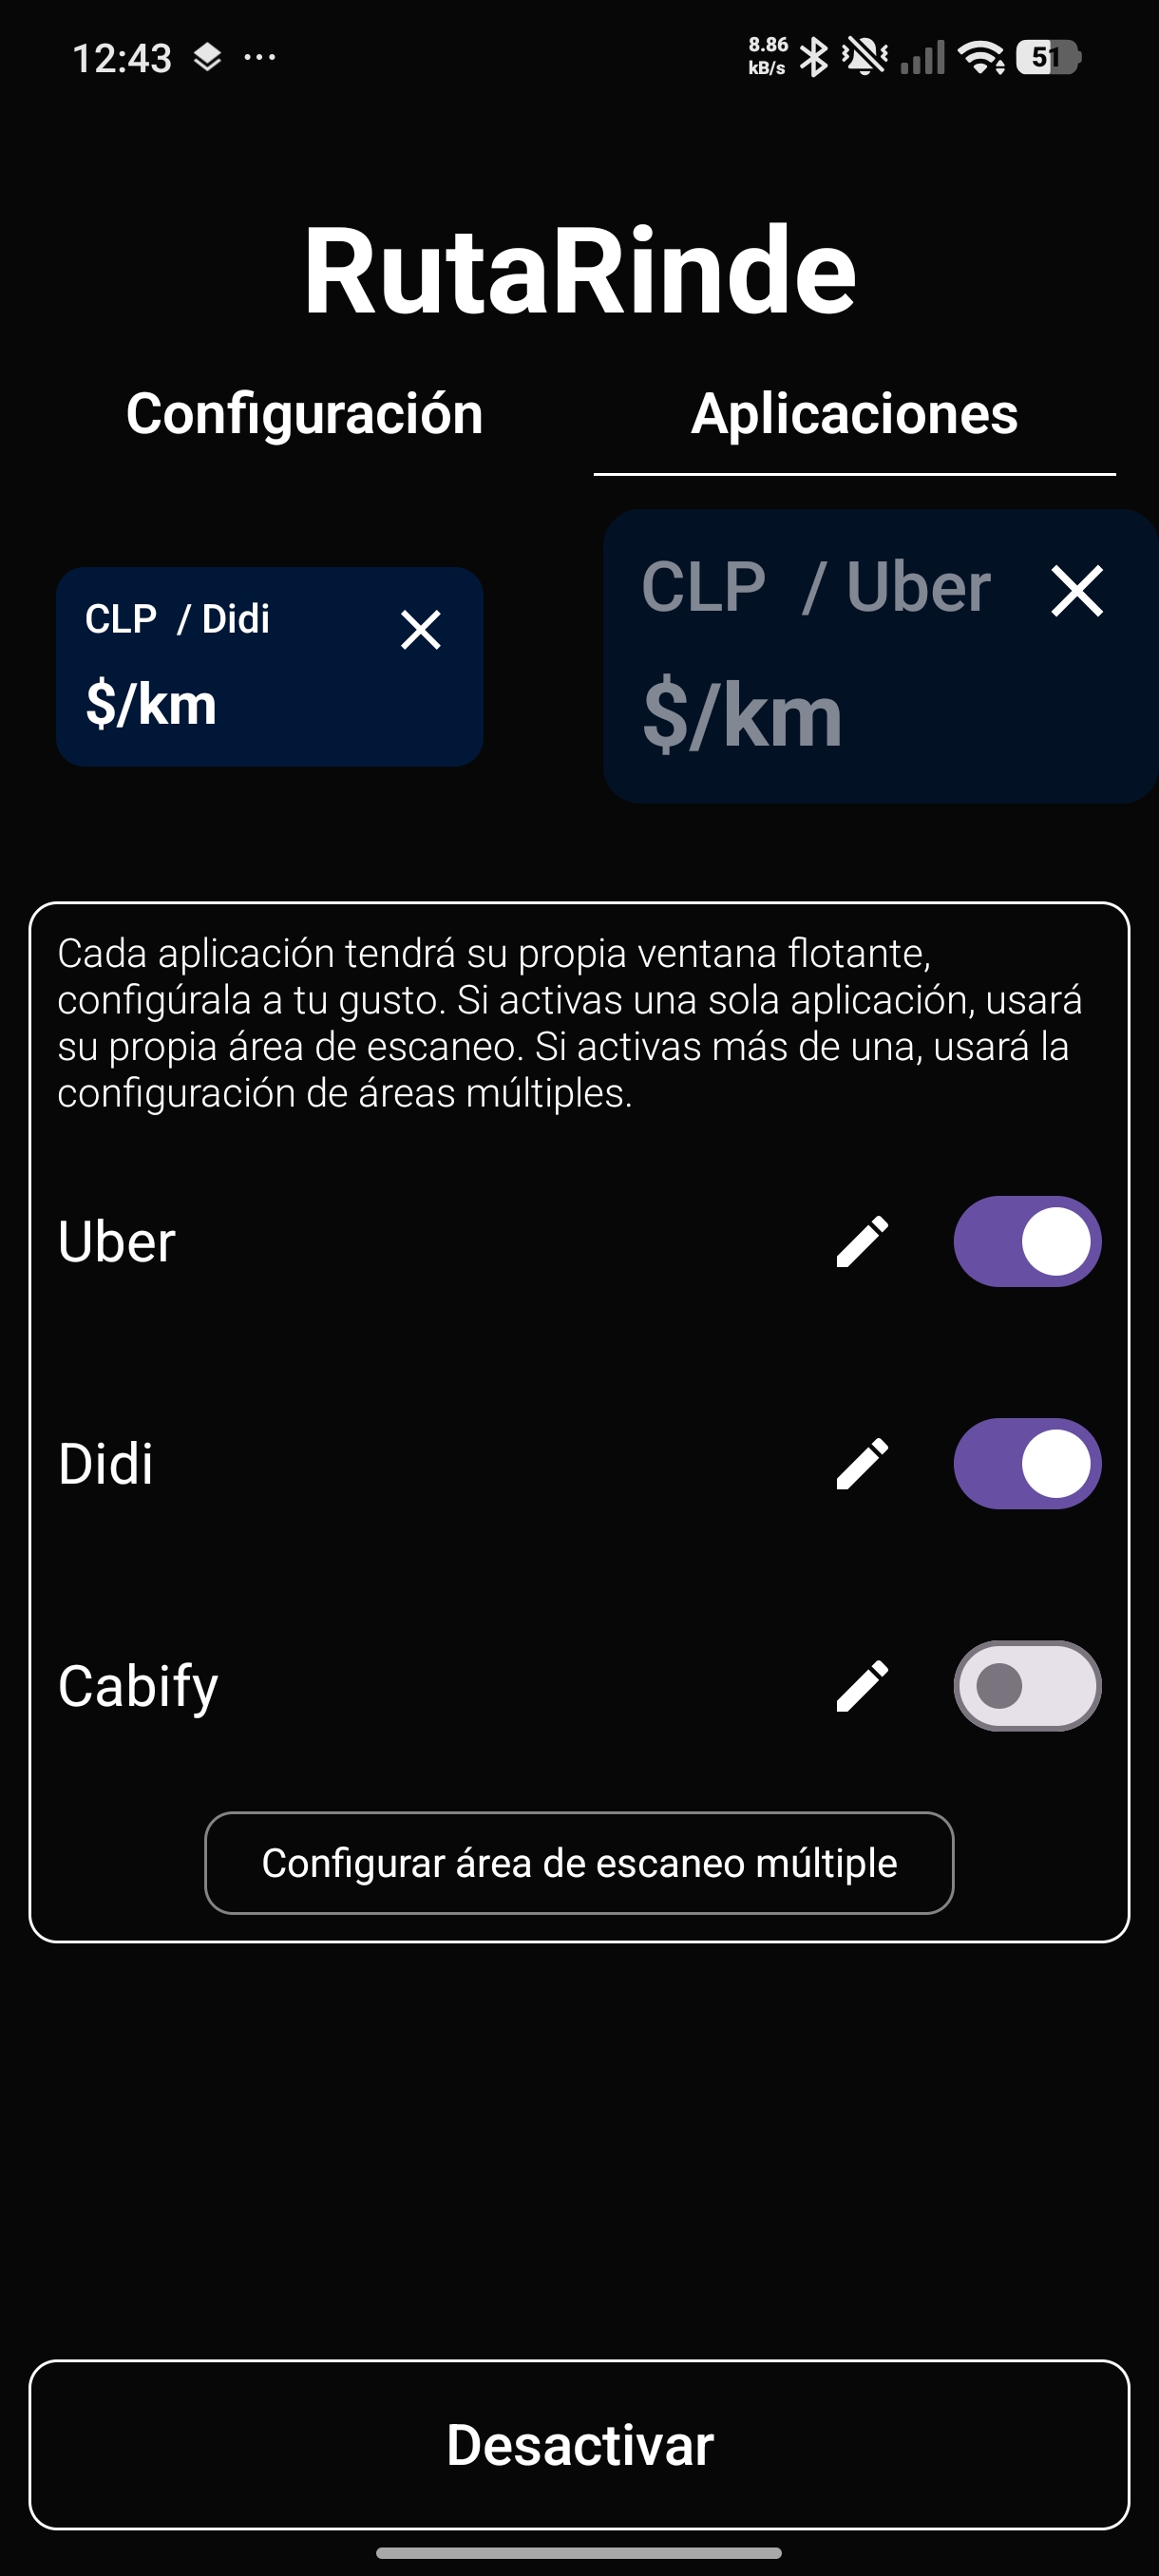 12:43
8.86
kB/s
51
RutaRinde
Configuración
Aplicaciones
CLP / Didi
$/km
CLP / Uber
$/km
Cada aplicación tendrá su propia ventana flotante,
configúrala a tu gusto. Si activas una sola aplicación, usará
su propia área de escaneo. Si activas más de una, usará la
configuración de áreas múltiples.
Uber
Didi
Cabify
Configurar área de escaneo múltiple
Desactivar